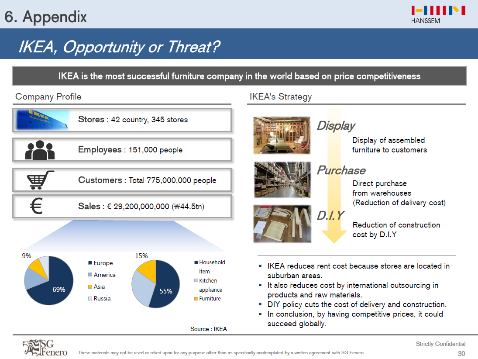 6. Appendix
HANSSEM
IKEA, Opportunity or Threat?
IKEA is the most successful furniture company in the world based on price competitiveness
Company Profile
Stores : 42 country, 345 stores
Employees : 151,000 people
Customers : Total 775,000,000 people
€
Sales : € 29,200,000,000 (₩44.5tn)
9%
69%
Europe
America
Asia
Russia
15%
55%
Household
item
Kitchen
appliance
Furniture
Source : IKEA
IKEA's Strategy
Display
Display of assembled
furniture to customers
Purchase
Direct purchase
from warehouses
(Reduction of delivery cost)
D.I.Y
Reduction of construction
cost by D.I.Y
▪ IKEA reduces rent cost because stores are located in
suburban areas.
▪ It also reduces cost by international outsourcing in
products and raw materials.
▪ DIY policy cuts the cost of delivery and construction.
▪ In conclusion, by having competitive prices, it could
succeed globally.
SG
Fenero
These materials may not be used or relied upon for any purpose other than as specifically contemplated by a written agreement with SG Fenero
Strictly Confidential
30